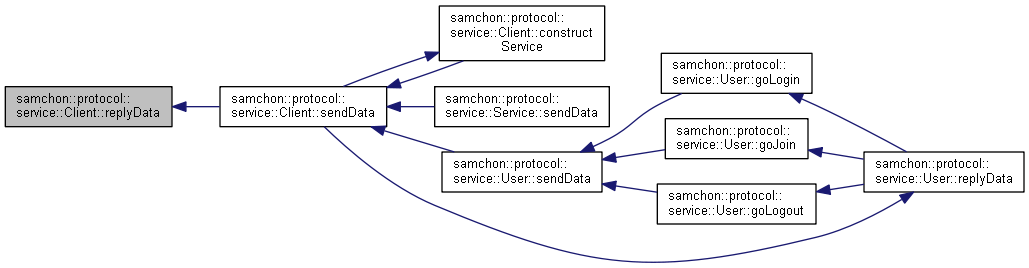 samchon::protocol::
service::Client::replyData
samchon::protocol::
service::Client::sendData
samchon::protocol::
service::Client::construct
Service
samchon::protocol::
service::Service::sendData
samchon::protocol::
service::User::sendData
samchon::protocol::
service::User::goLogin
samchon::protocol::
service::User::goJoin
samchon::protocol::
service::User::goLogout
samchon::protocol::
service::User::replyData